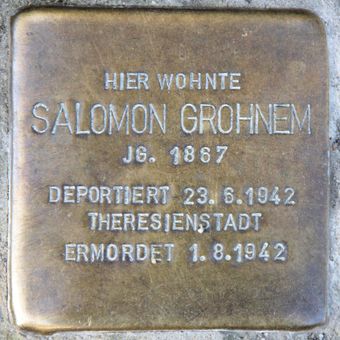 HIER WOHNTE
SALOMON GROHNEM
JG. 1867
DEPORTIERT 23.6.1942
THERESIENSTADT
ERMORDET 1.8.1942